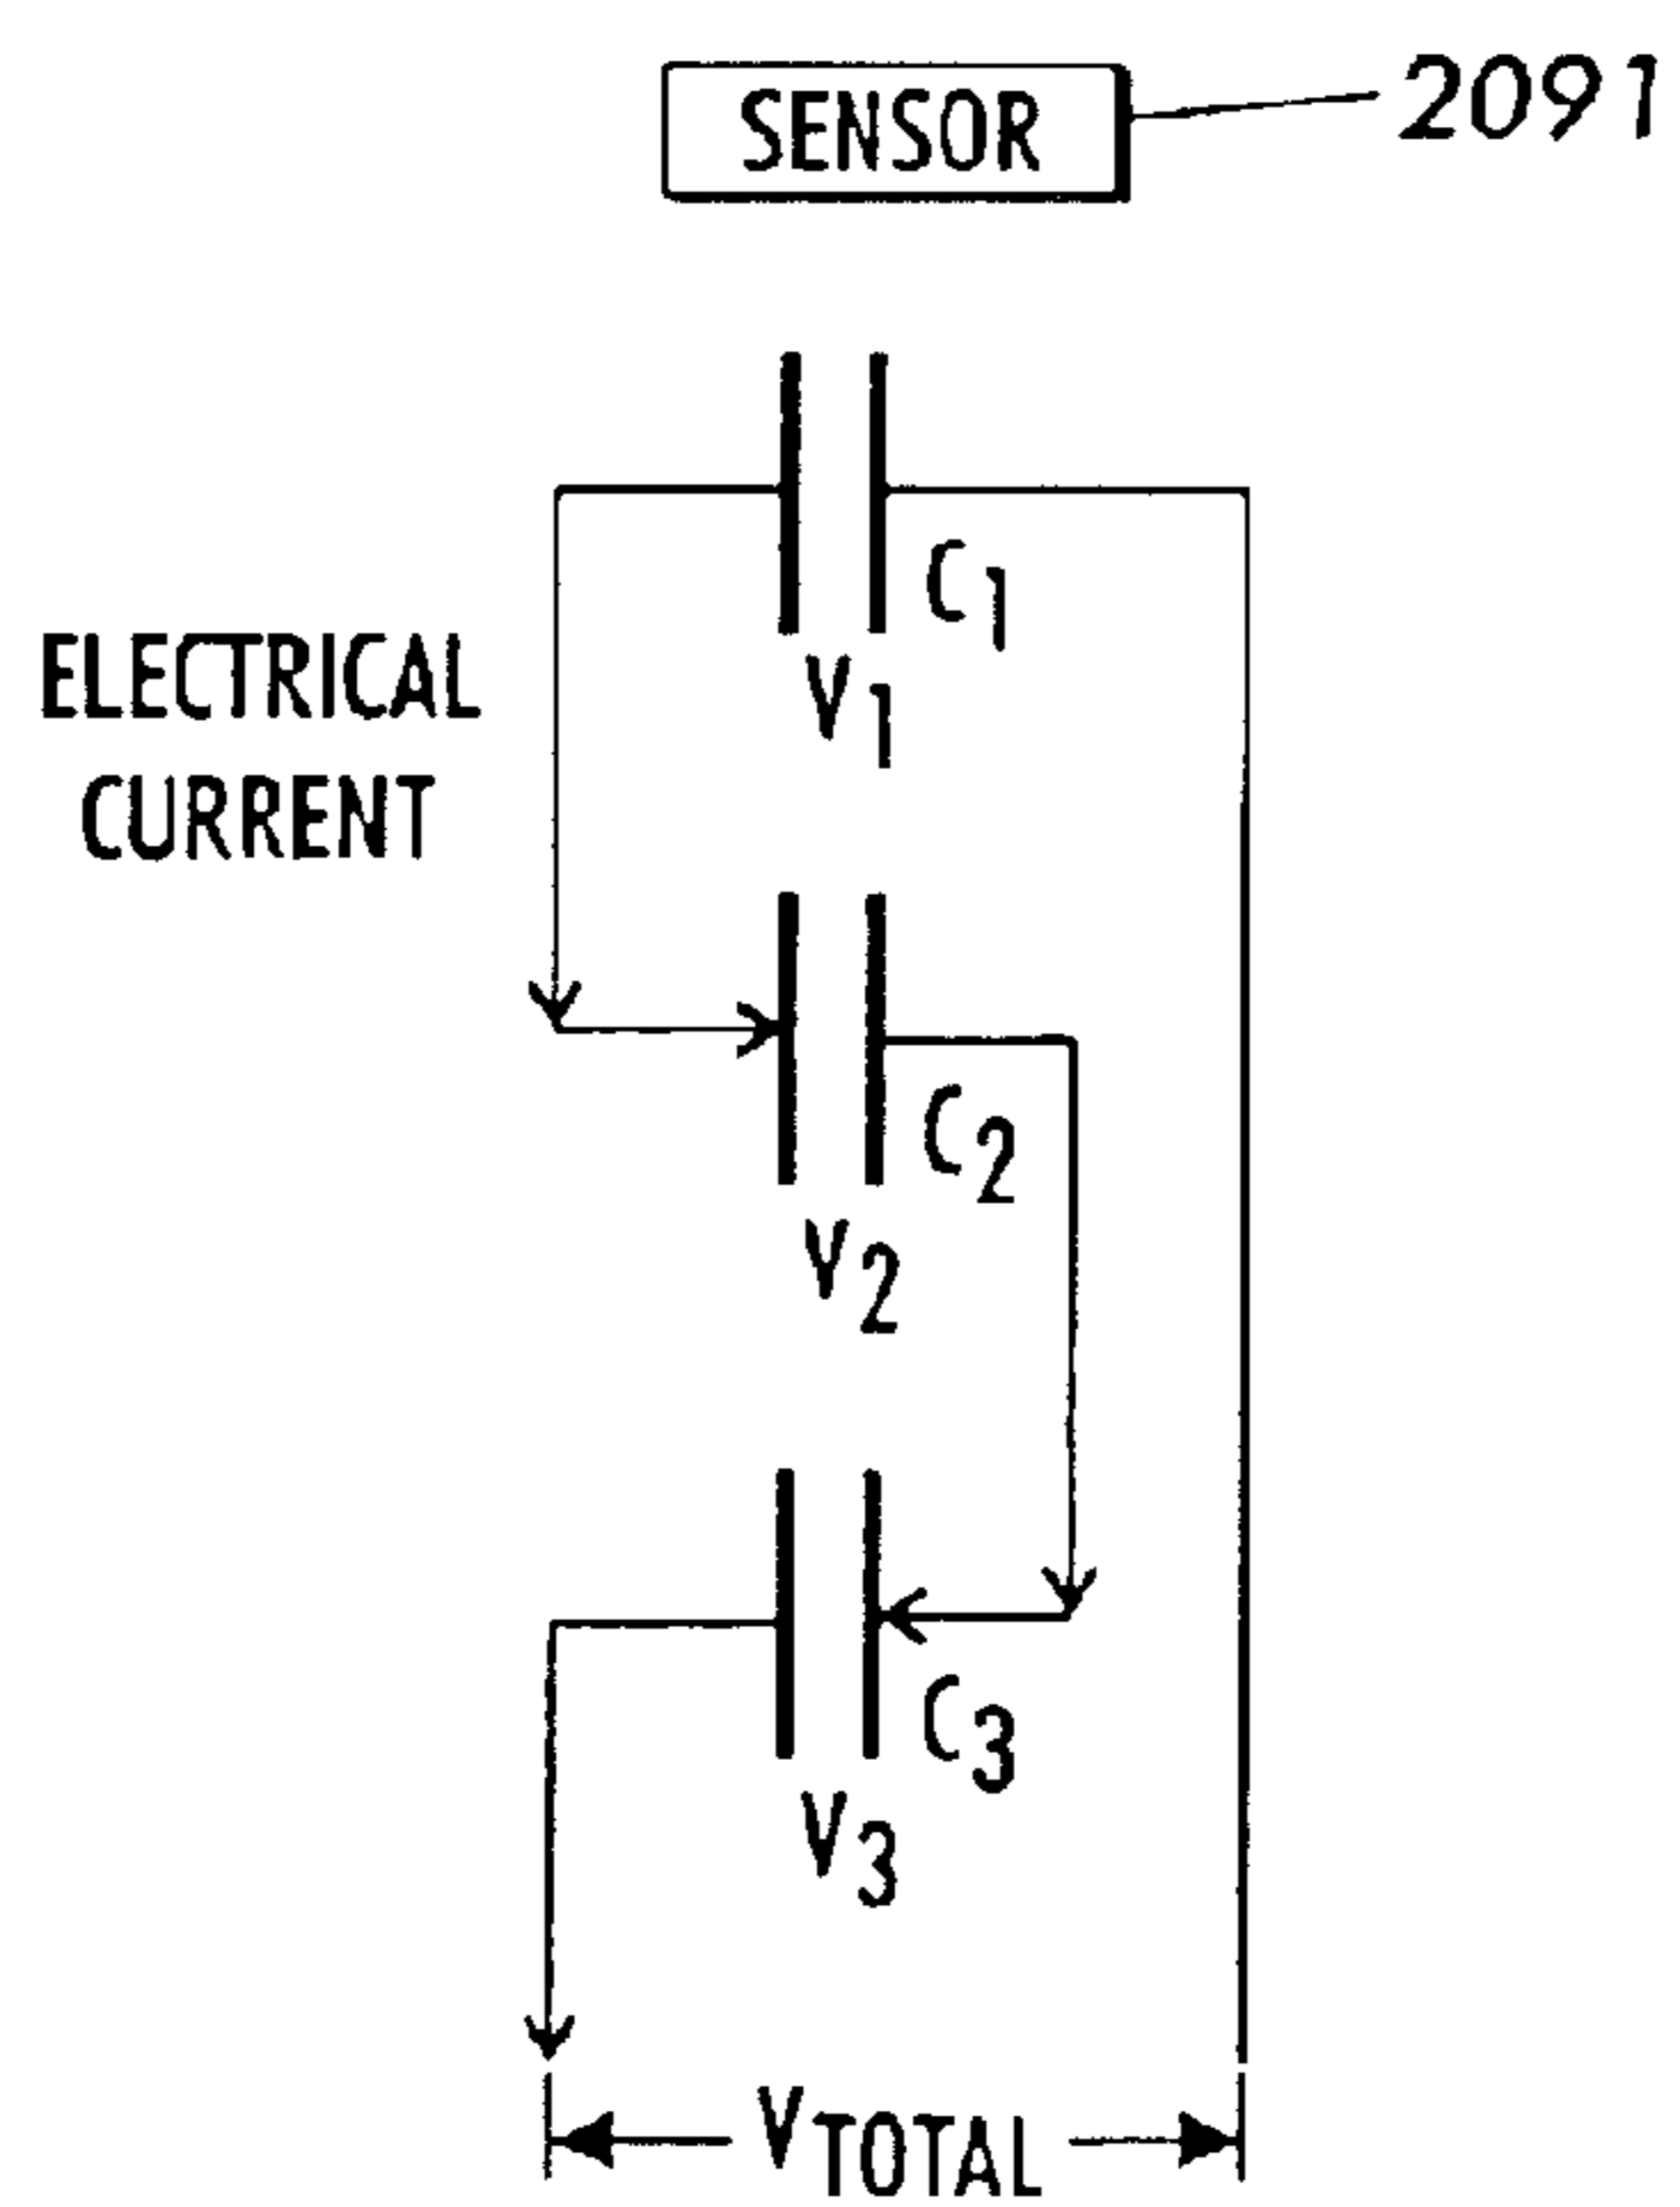 SENSOR 2091
C1
V1
ELECTRICAL
CURRENT
C2
V2
C3
V3
VTOTAL